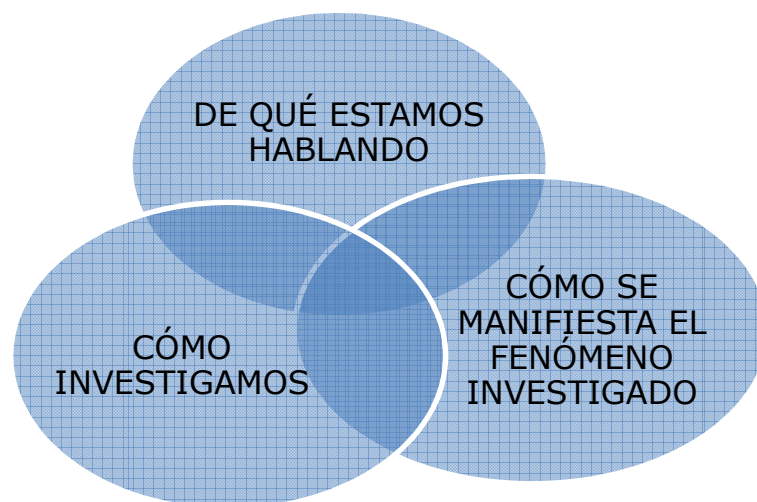 DE QUÉ ESTAMOS
HABLANDO
CÓMO SE
MANIFIESTA EL
FENÓMENO
INVESTIGADO
CÓMO
INVESTIGAMOS